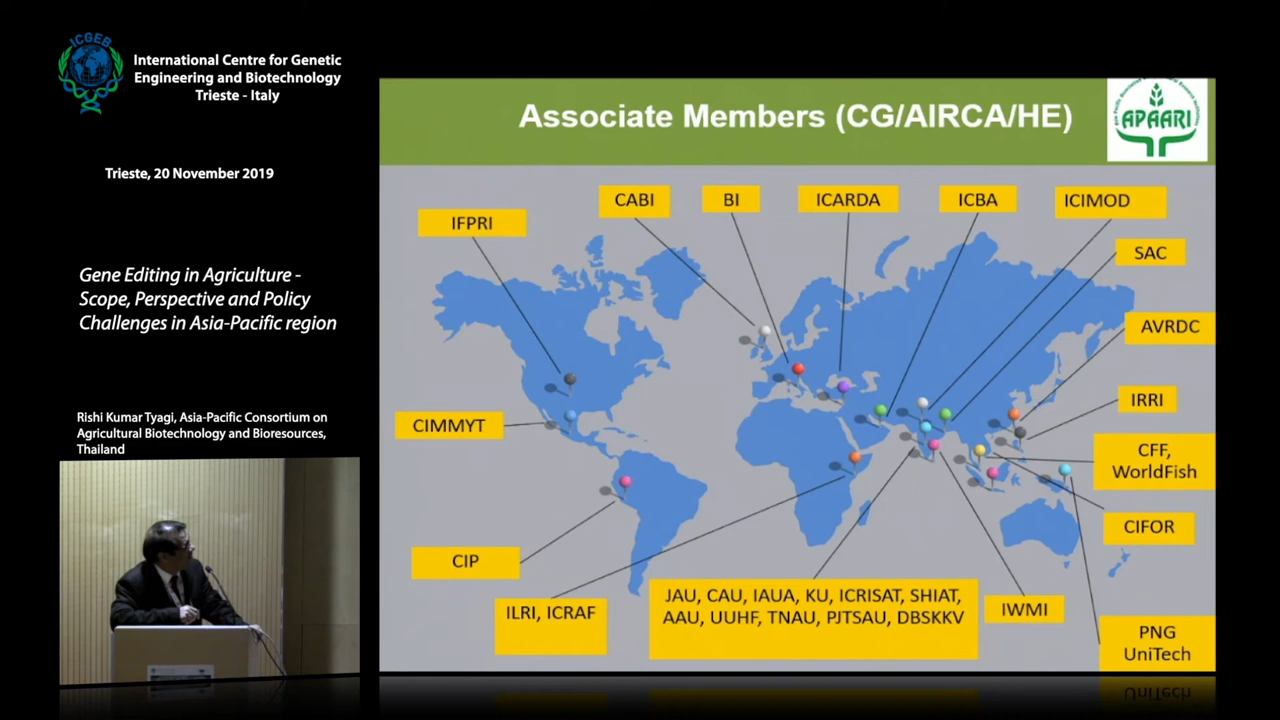 ICGEB
International Centre for Genetic
Engineering and Biotechnology
Trieste - Italy
Trieste, 20 November 2019
Gene Editing in Agriculture -
Scope, Perspective and Policy
Challenges in Asia-Pacific region
Rishi Kumar Tyagi, Asia-Pacific Consortium on
Agricultural Biotechnology and Bioresources,
Thailand
Associate Members (CG/AIRCA/HE)
APAARI
IFPRI
CABI
BI
ICARDA
ICBA
ICIMOD
SAC
AVRDC
IRRI
CIMMYT
CFF,
WorldFish
CIFOR
CIP
ILRI, ICRAF
JAU, CAU, IAUA, KU, ICRISAT, SHIAT,
AAU, UUHF, TNAU, PJTSAU, DBSKKV
IWMI
PNG
UniTech